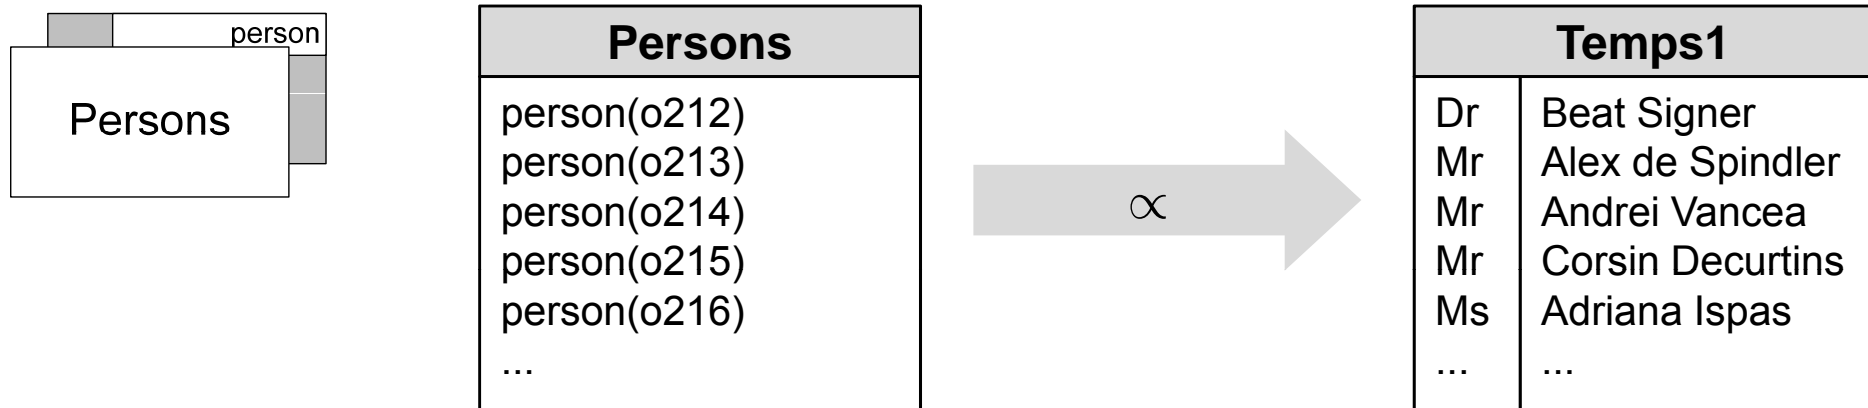 person
Persons
Persons
person(o212)
person(o213)
person(o214)
person(o215)
person(o216)
...
∝
Temps1
Dr Beat Signer
Mr Alex de Spindler
Mr Andrei Vancea
Mr Corsin Decurtins
Ms Adriana Ispas
... ...